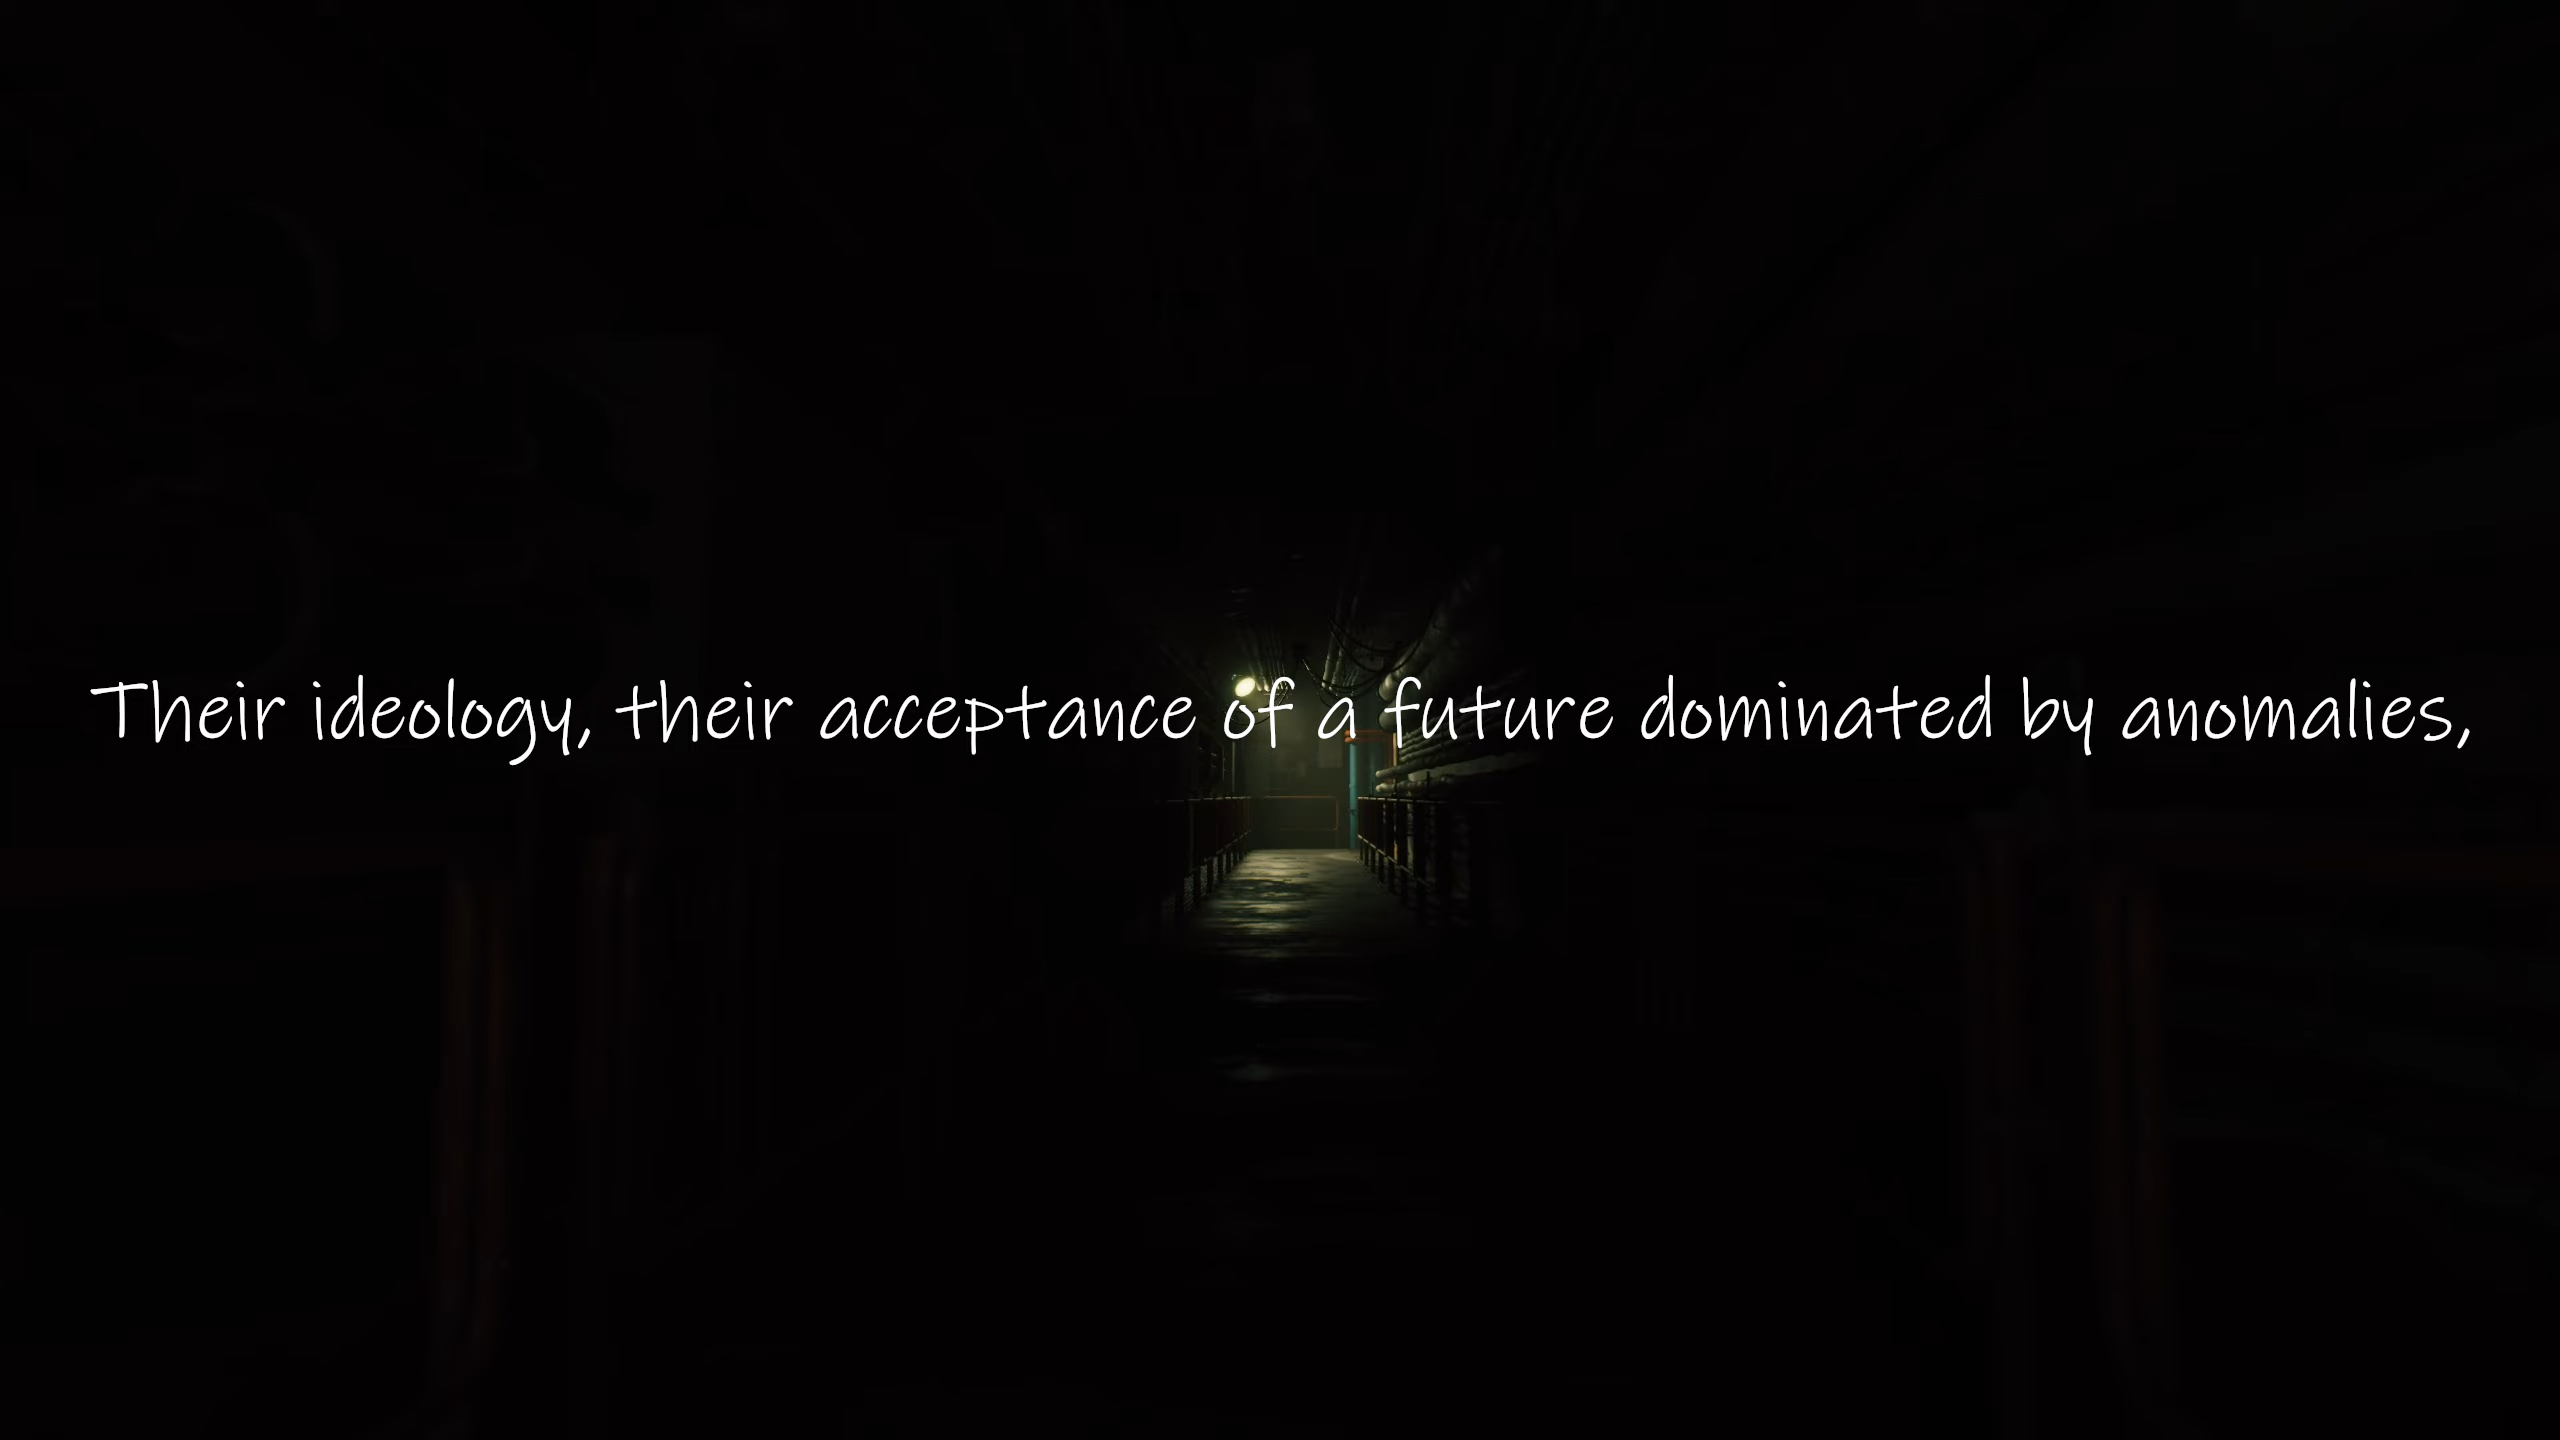 Their ideology, their acceptance of a future dominated by anomalies,